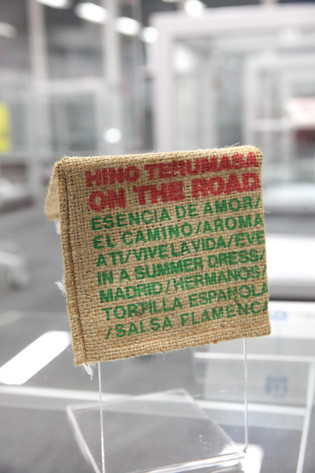 HINO TERUMASA
ON THE ROAD
ESENCIA DE AMOR/
EL CAMINO/AROMA
A TI/VIVE LA VIDA/EVE
IN A SUMMER DRESS/
MADRID/HERMANOS/
TORTILLA ESPAÑOLA
/SALSA FLAMENCA